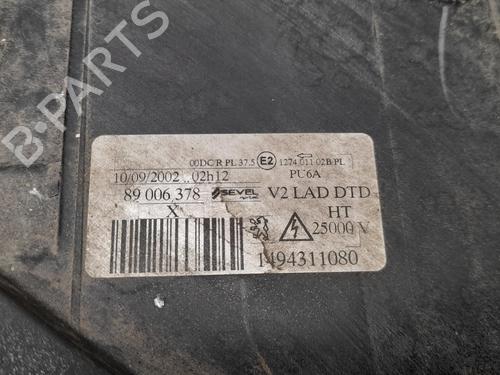 B-PARTS
00DC R PL 37.5 E2 1274 011 02B PL
10/09/2002 02h12 PU6A
89 006 378 SEVEL V2 LAD DTD
X HT
25000 V
1494311080